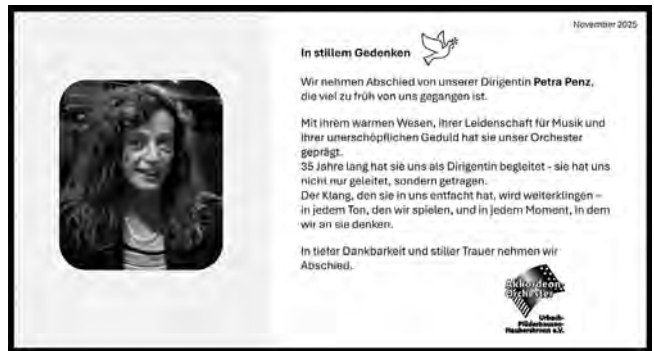 November 2025
In stillem Gedenken
Wir nehmen Abschied von unserer Dirigentin Petra Penz,
die viel zu früh von uns gegangen ist.
Mit ihrem warmen Wesen, ihrer Leidenschaft für Musik und
ihrer unerschöpflichen Geduld hat sie unser Orchester
geprägt.
35 Jahre lang hat sie uns als Dirigentin begleitet - sie hat uns
nicht nur geleitet, sondern getragen.
Der Klang, den sie in uns entfacht hat, wird weiterklingen –
in jedem Ton, den wir spielen, und in jedem Moment, in dem
wir an sie denken.
In tiefer Dankbarkeit und stiller Trauer nehmen wir
Abschied.
Akkordeon
Orchester
Urbach-
Plüderhausen-
Haubersbronn e.V.